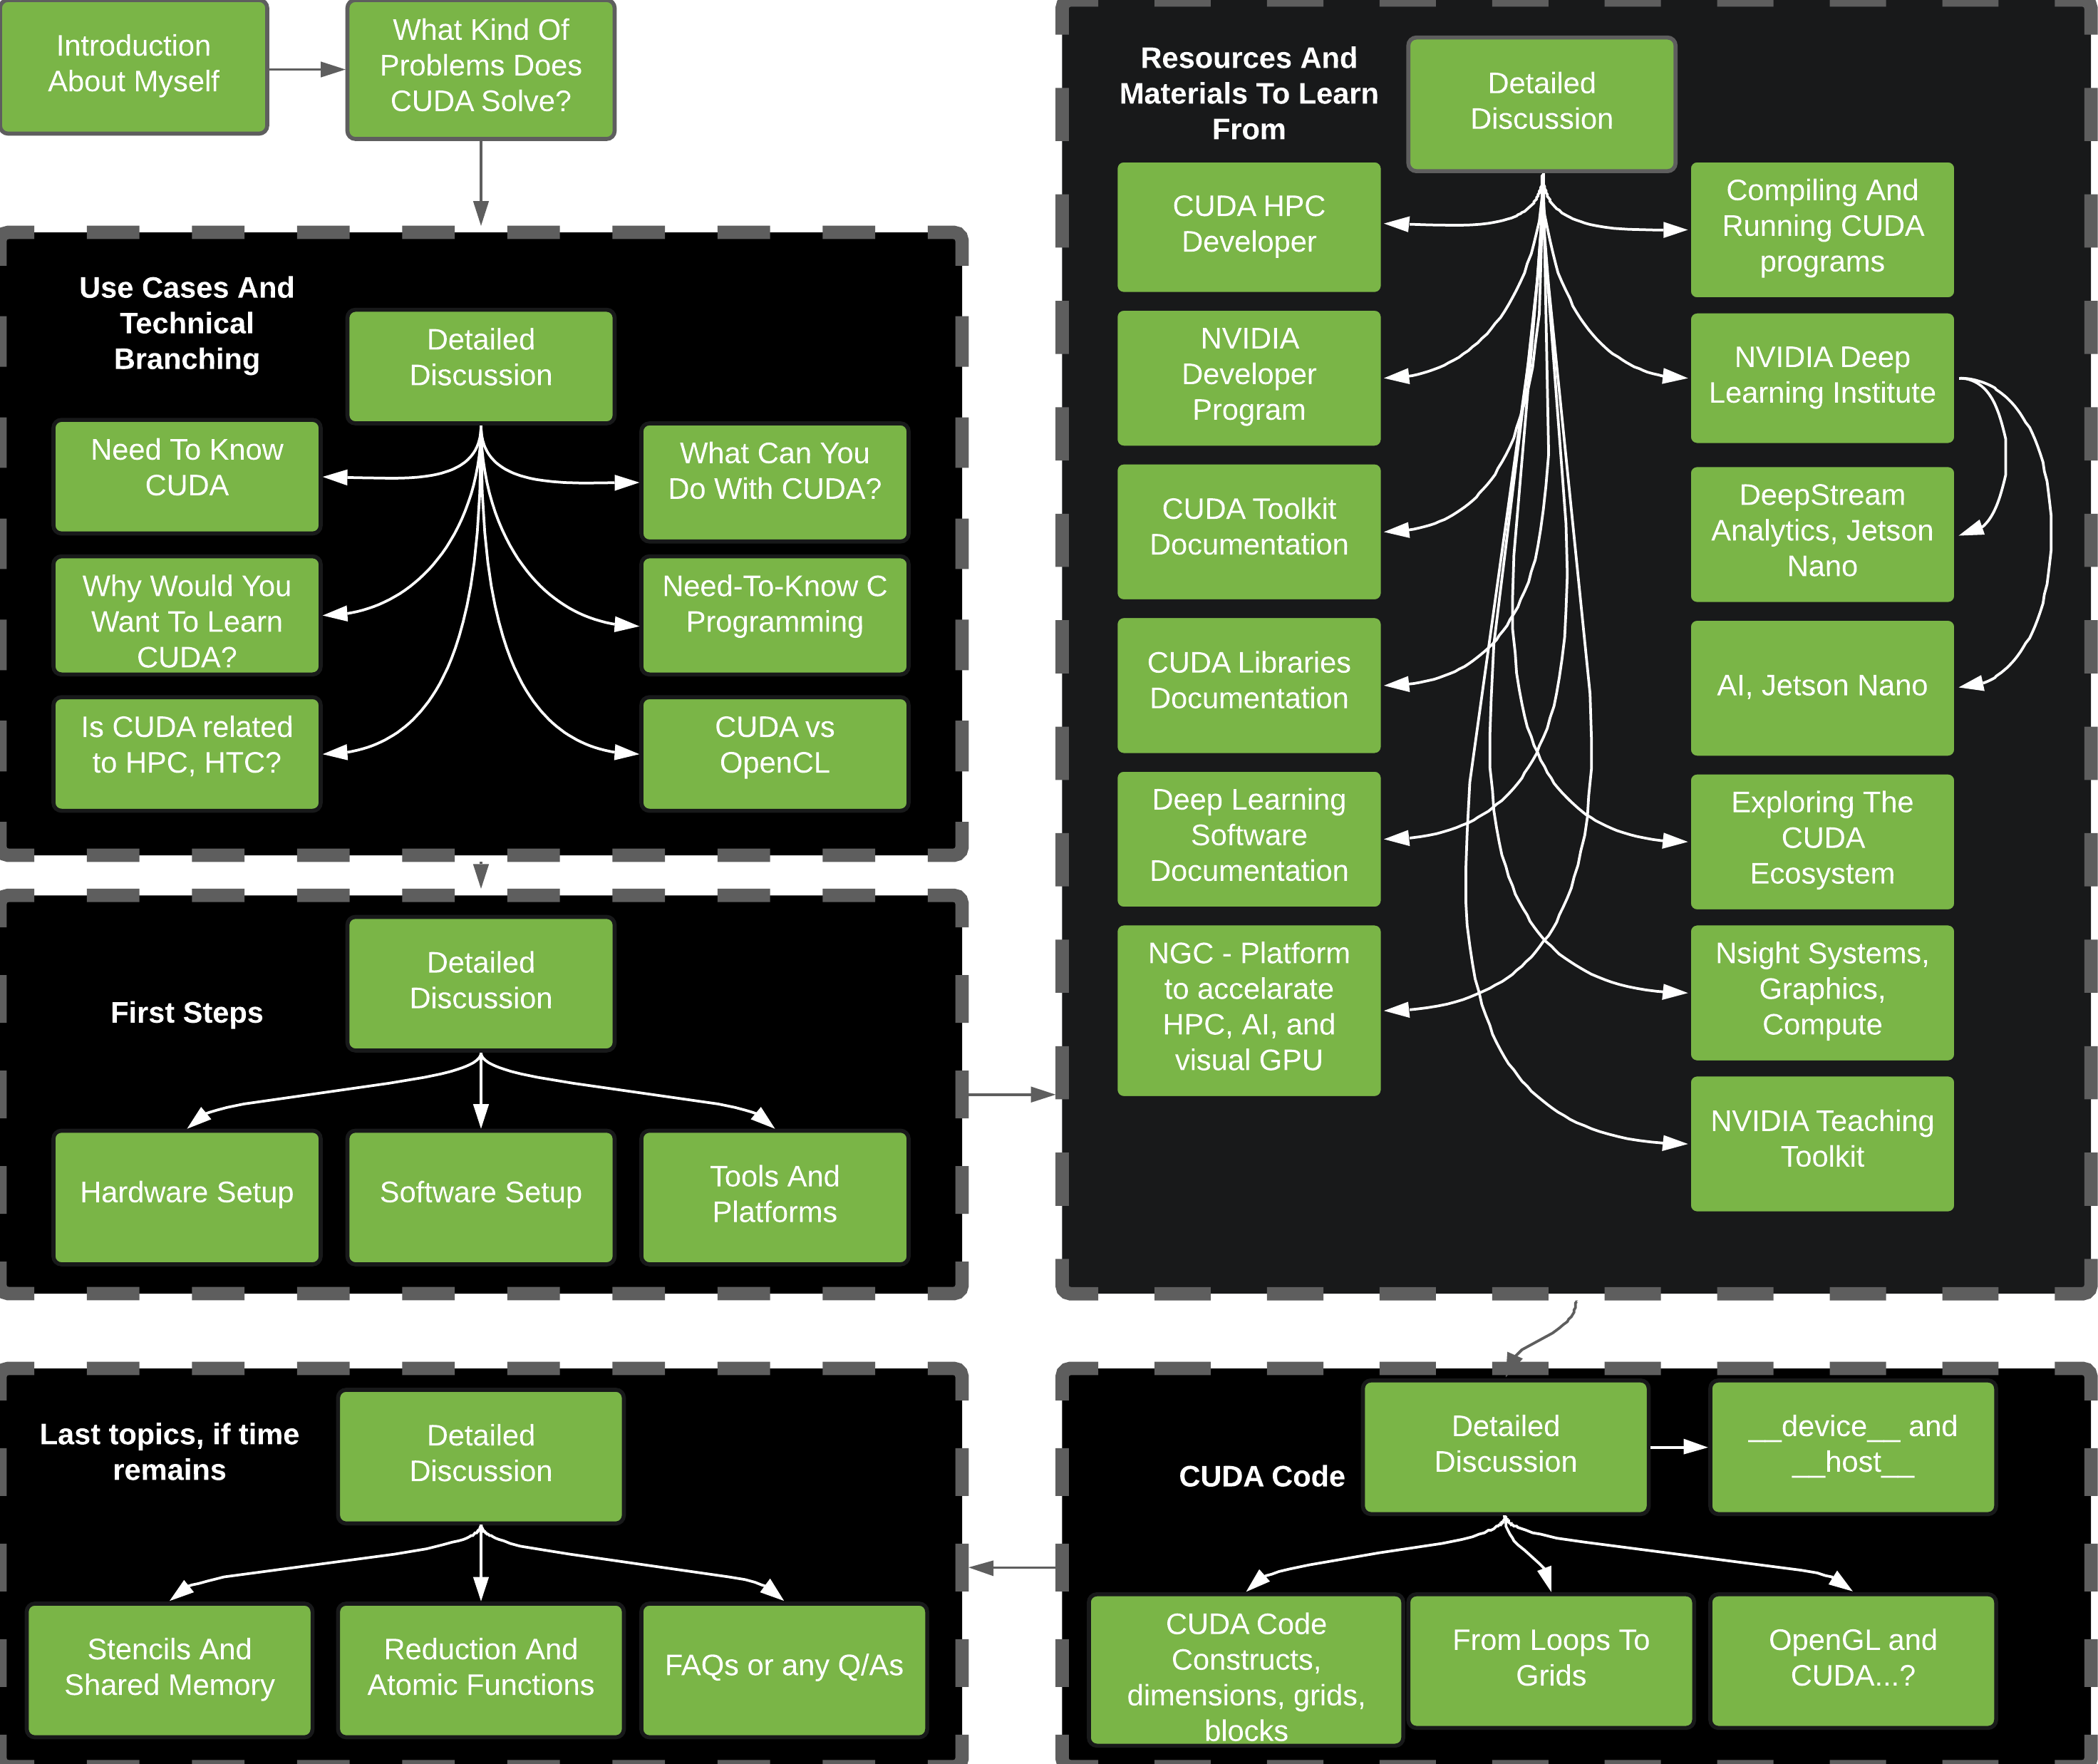 Introduction
About Myself
What Kind Of
Problems Does
CUDA Solve?
Use Cases And
Technical
Branching
Detailed
Discussion
Need To Know
CUDA
What Can You
Do With CUDA?
Why Would You
Want To Learn
CUDA?
Need-To-Know C
Programming
Is CUDA related
to HPC, HTC?
CUDA vs
OpenCL
First Steps
Detailed
Discussion
Hardware Setup
Software Setup
Tools And
Platforms
Resources And
Materials To Learn
From
Detailed
Discussion
CUDA HPC
Developer
Compiling And
Running CUDA
programs
NVIDIA
Developer
Program
NVIDIA Deep
Learning Institute
CUDA Toolkit
Documentation
DeepStream
Analytics, Jetson
Nano
CUDA Libraries
Documentation
AI, Jetson Nano
Deep Learning
Software
Documentation
Exploring The
CUDA
Ecosystem
NGC - Platform
to accelarate
HPC, AI, and
visual GPU
Nsight Systems,
Graphics,
Compute
NVIDIA Teaching
Toolkit
CUDA Code
Detailed
Discussion
__device__ and
__host__
CUDA Code
Constructs,
dimensions, grids,
blocks
From Loops To
Grids
OpenGL and
CUDA...?
Last topics, if time
remains
Detailed
Discussion
Stencils And
Shared Memory
Reduction And
Atomic Functions
FAQs or any Q/As